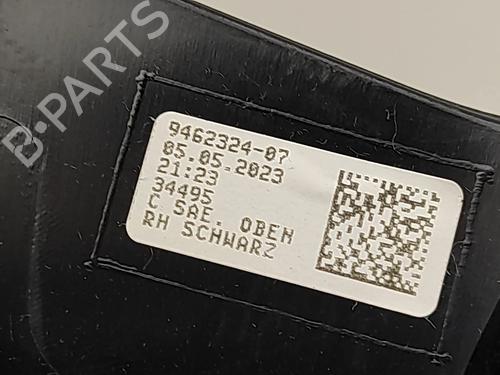 B-PARTS
9462324-07
05.05.2023
21:23
34495
C SAE. OBEN
RH SCHWARZ